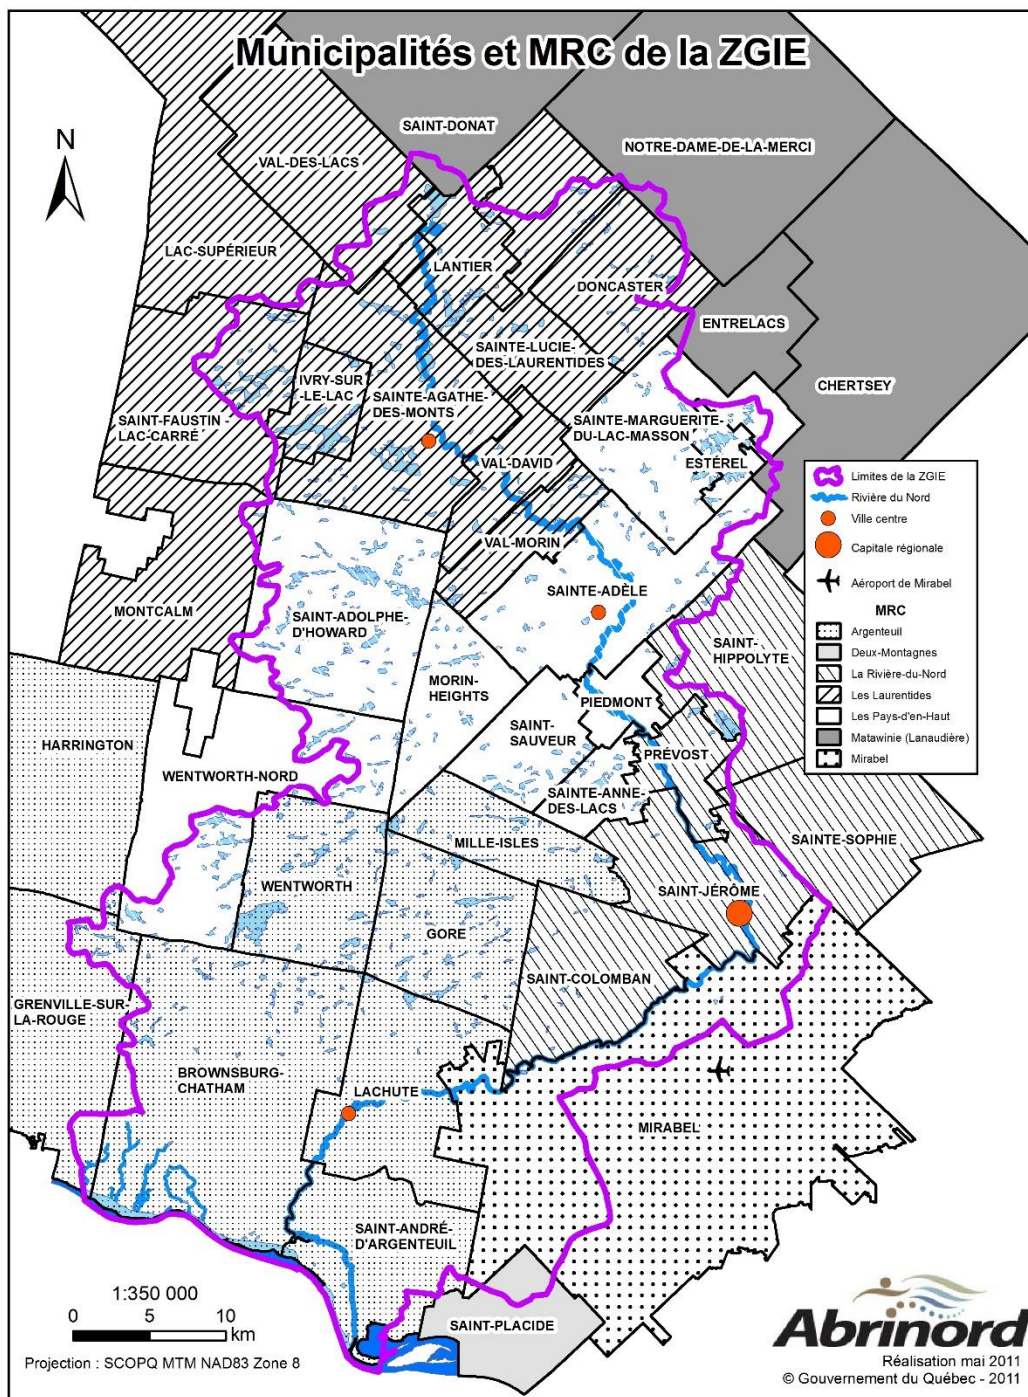 Municipalités et MRC de la ZGIE
N
SAINT-DONAT
NOTRE-DAME-DE-LA-MERCI
VAL-DES-LACS
LAC-SUPÉRIEUR
LANTIER
DONCASTER
ENTRELACS
CHERTSEY
SAINTE-LUCIE-
DES-LAURENTIDES
IVRY-SUR
-LE-LAC
SAINTE-AGATHE-
DES-MONTS
SAINT-FAUSTIN -
LAC-CARRÉ
SAINTE-MARGUERITE-
DU-LAC-MASSON
ESTÉREL
VAL-DAVID
VAL-MORIN
MONTCALM
SAINT-ADOLPHE-
D'HOWARD
SAINTE-ADÈLE
SAINT-
HIPPOLYTE
MORIN-
HEIGHTS
PIEDMONT
SAINT-
SAUVEUR
PRÉVOST
HARRINGTON
WENTWORTH-NORD
SAINTE-ANNE-
DES-LACS
MILLE-ISLES
SAINTE-SOPHIE
WENTWORTH
SAINT-JÉRÔME
GORE
SAINT-COLOMBAN
GRENVILLE-SUR-
LA-ROUGE
BROWNSBURG-
CHATHAM
LACHUTE
MIRABEL
SAINT-ANDRÉ-
D'ARGENTEUIL
SAINT-PLACIDE
Limites de la ZGIE
Rivière du Nord
Ville centre
Capitale régionale
Aéroport de Mirabel
MRC
Argenteuil
Deux-Montagnes
La Rivière-du-Nord
Les Laurentides
Les Pays-d'en-Haut
Matawinie (Lanaudière)
Mirabel
1:350 000
0 5 10
km
Projection : SCOPQ MTM NAD83 Zone 8
Abrinord
Réalisation mai 2011
© Gouvernement du Québec - 2011